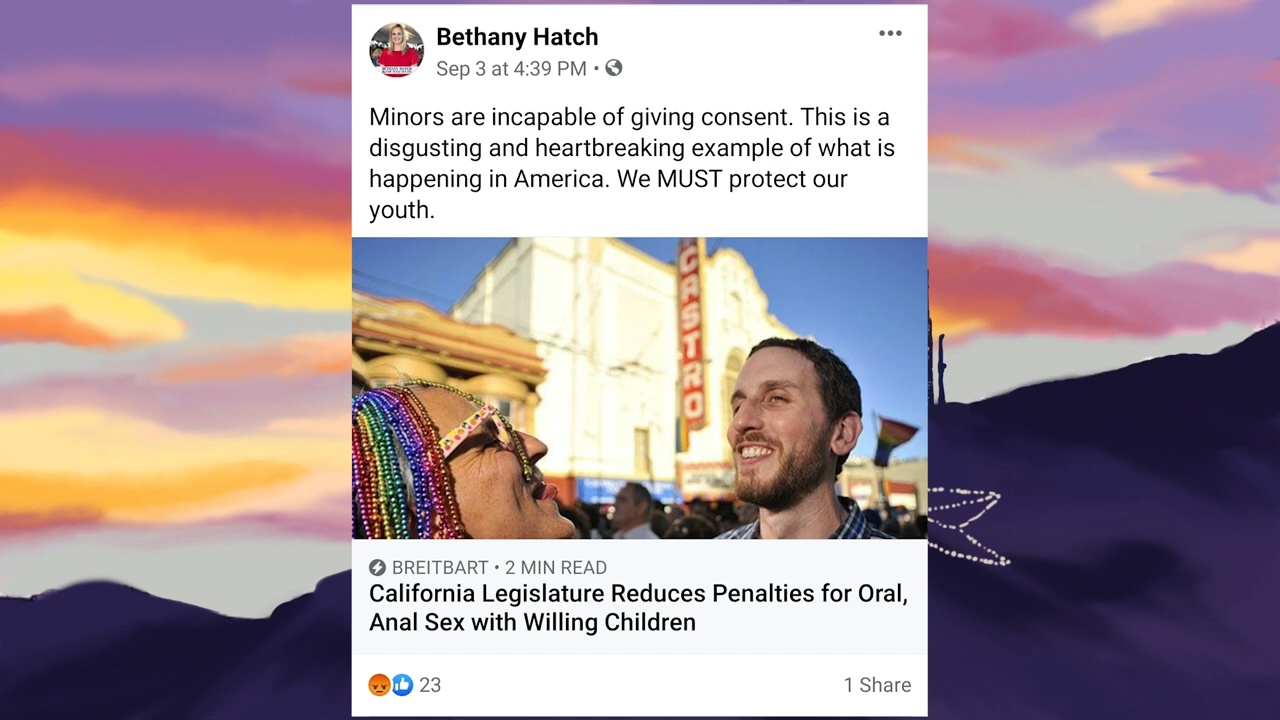 Bethany Hatch
Sep 3 at 4:39 PM •
Minors are incapable of giving consent. This is a
disgusting and heartbreaking example of what is
happening in America. We MUST protect our
youth.
CASTRO
BREITBART • 2 MIN READ
California Legislature Reduces Penalties for Oral,
Anal Sex with Willing Children
23
1 Share